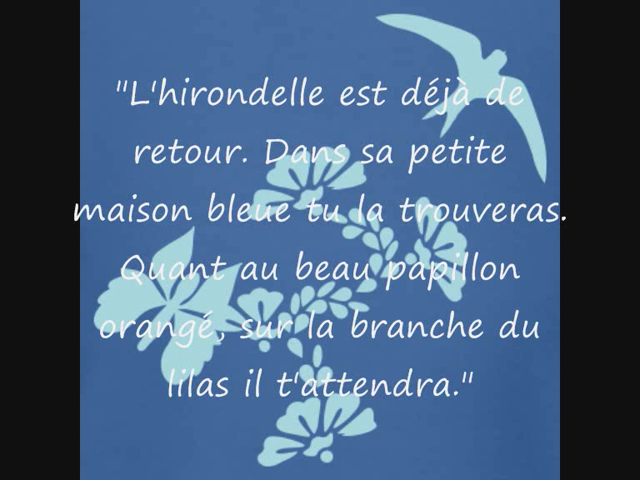 "L'hirondelle est déjà de
retour. Dans sa petite
maison bleue tu la trouveras.
Quant au beau papillon
orangé, sur la branche du
lilas il t'attendra."